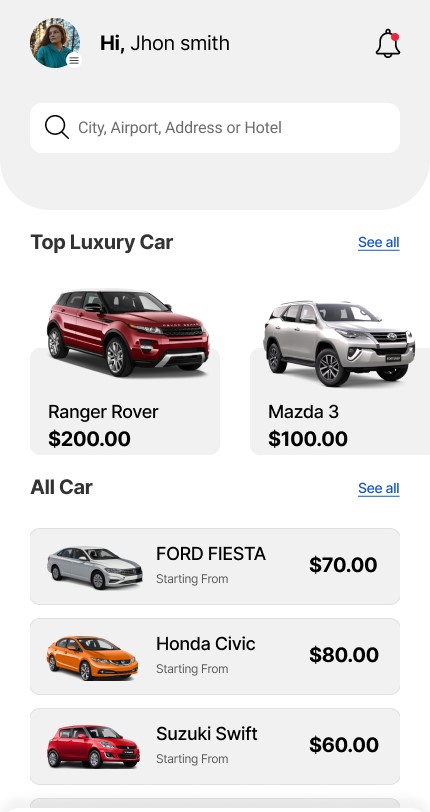 Hi, Jhon smith
City, Airport, Address or Hotel
Top Luxury Car
See all
Ranger Rover
$200.00
Mazda 3
$100.00
All Car
See all
FORD FIESTA
Starting From
$70.00
Honda Civic
Starting From
$80.00
Suzuki Swift
Starting From
$60.00